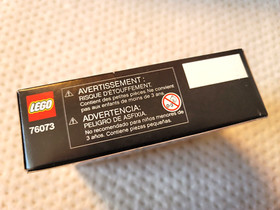 LEGO
76073
AVERTISSEMENT :
RISQUE D'ÉTOUFFEMENT.
Contient des petites pièces. Ne convient
pas aux enfants de moins de 3 ans.
ADVERTENCIA:
PELIGRO DE ASFIXIA.
No recomendado para niños menores de
3 años. Contiene piezas pequeñas.